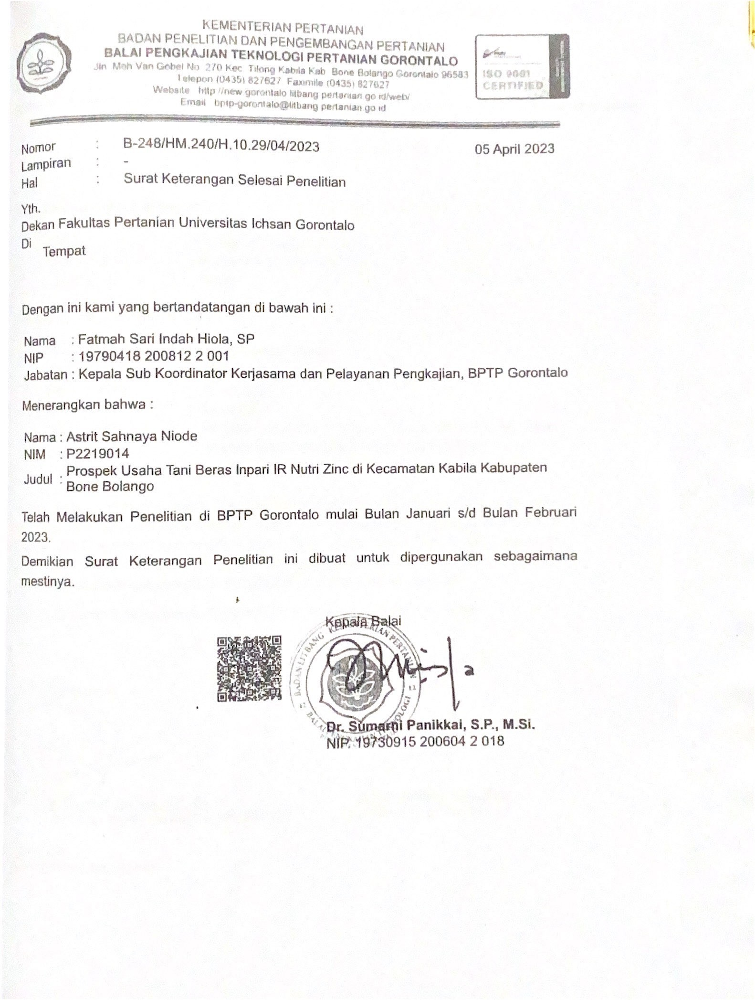 KEMENTERIAN PERTANIAN
BADAN PENELITIAN DAN PENGEMBANGAN PERTANIAN
BALAI PENGKAJIAN TEKNOLOGI PERTANIAN GORONTALO
Jln Moh Van Gobel No 270 Kec Tilong Kabila Kab Bone Bolango Gorontalo 96583
Telepon (0435) 827627 Faximile (0435) 827627
Website http //new gorontalo litbang pertanian go id/web/
Email bptp-gorontalo@litbang pertanian go id
ISO 9001
CERTIFIED
Nomor : B-248/HM.240/H.10.29/04/2023 05 April 2023
Lampiran : -
Hal : Surat Keterangan Selesai Penelitian
Yth.
Dekan Fakultas Pertanian Universitas Ichsan Gorontalo
Di
Tempat
Dengan ini kami yang bertandatangan di bawah ini :
Nama : Fatmah Sari Indah Hiola, SP
NIP : 19790418 200812 2 001
Jabatan : Kepala Sub Koordinator Kerjasama dan Pelayanan Pengkajian, BPTP Gorontalo
Menerangkan bahwa :
Nama : Astrit Sahnaya Niode
NIM : P2219014
Judul : Prospek Usaha Tani Beras Inpari IR Nutri Zinc di Kecamatan Kabila Kabupaten
Bone Bolango
Telah Melakukan Penelitian di BPTP Gorontalo mulai Bulan Januari s/d Bulan Februari
2023.
Demikian Surat Keterangan Penelitian ini dibuat untuk dipergunakan sebagaimana
mestinya.
Kepala Balai
BADAN LITBANG KEMENTERIAN PERTANIAN
Dr. Sumarni Panikkai, S.P., M.Si.
NIP. 19730915 200604 2 018